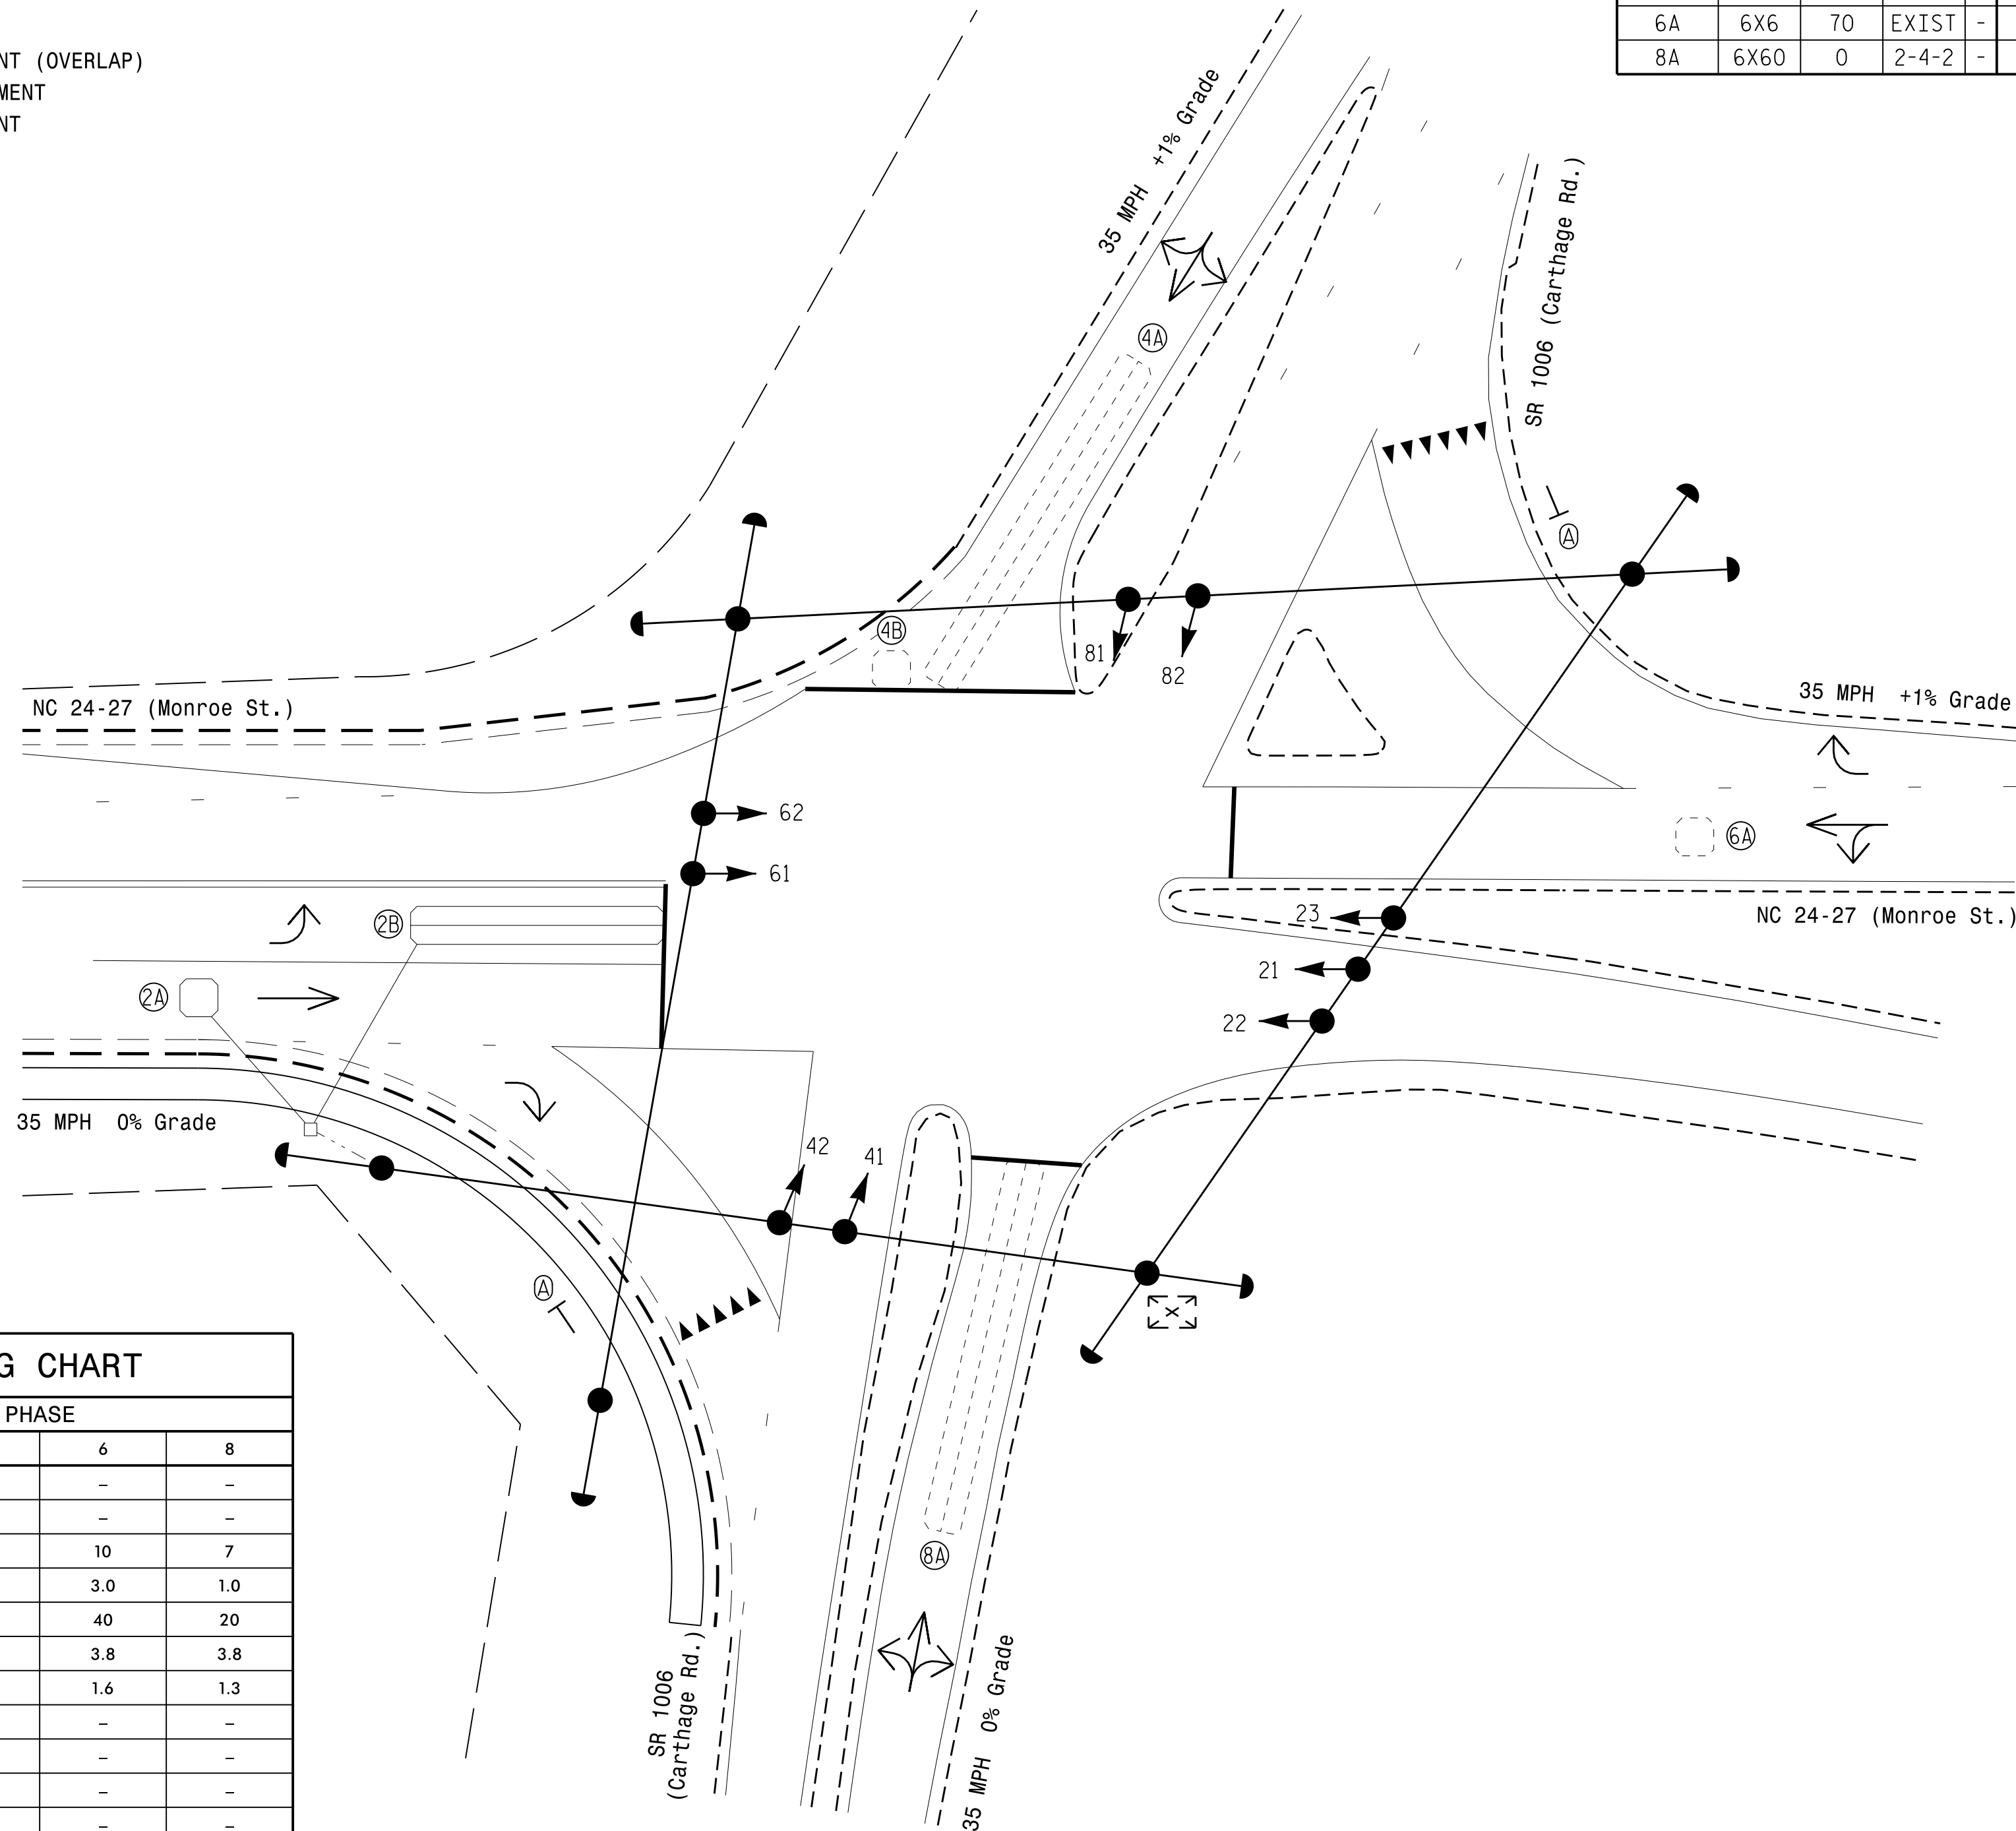 NT (OVERLAP)
MENT
NT
6A 6X6 70 EXIST -
8A 6X60 0 2-4-2 -
35 MPH +1% Grade
SR 1006 (Carthage Rd.)
4A
A
4B
81
82
NC 24-27 (Monroe St.)
35 MPH +1% Grade
62
61
6A
2B
23
NC 24-27 (Monroe St.)
21
2A
22
35 MPH 0% Grade
42
41
A
X
G CHART
PHASE
6 8
- -
- -
10 7
3.0 1.0
40 20
3.8 3.8
1.6 1.3
- -
- -
- -
- -
8A
SR 1006
(Carthage Rd.)
35 MPH 0% Grade